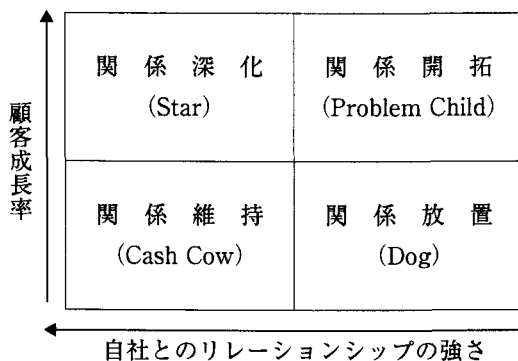 顧客成長率
関係深化
(Star)
関係開拓
(Problem Child)
関係維持
(Cash Cow)
関係放置
(Dog)
自社とのリレーションシップの強さ